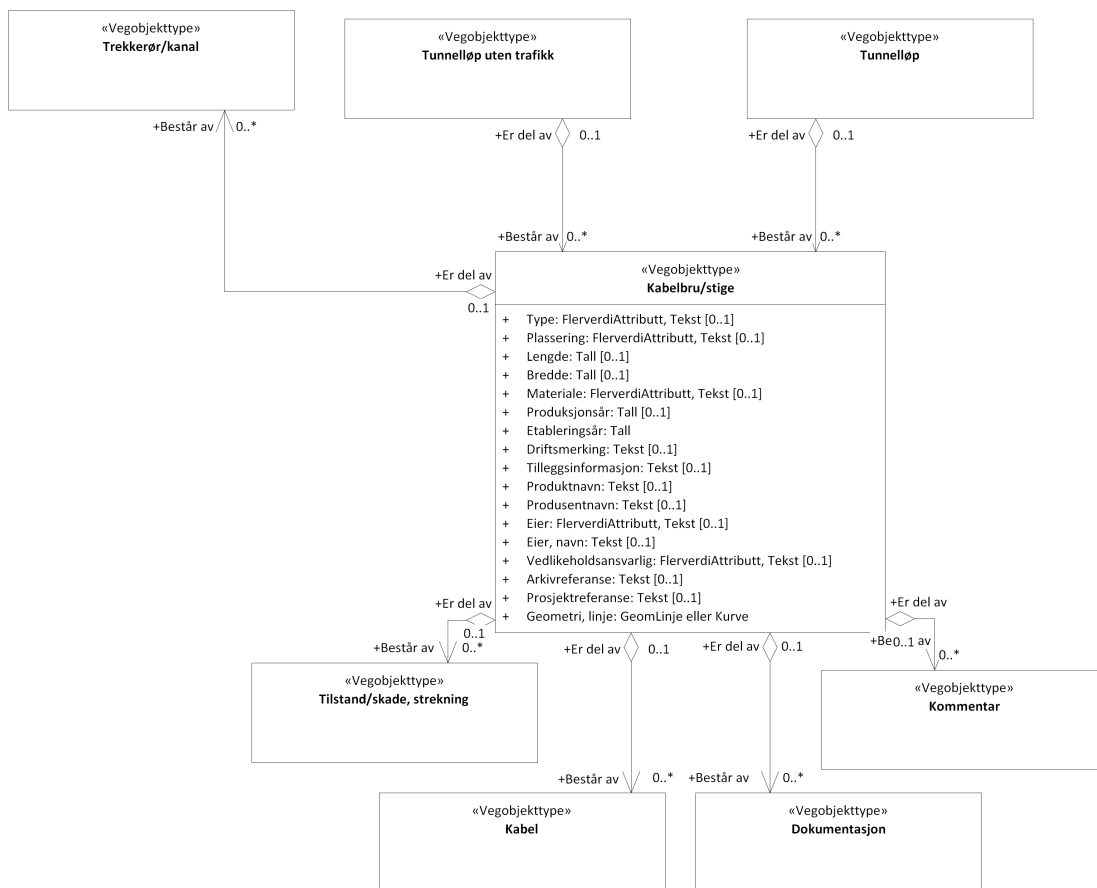 «Vegobjekttype»
Trekkerør/kanal
«Vegobjekttype»
Tunnelløp uten trafikk
«Vegobjekttype»
Tunnelløp
+Består av 0..*
+Er del av 0..1
+Er del av 0..1
+Består av 0..*
+Består av 0..*
+Er del av
0..1
«Vegobjekttype»
Kabelbru/stige
+ Type: FlerverdiAttributt, Tekst [0..1]
+ Plassering: FlerverdiAttributt, Tekst [0..1]
+ Lengde: Tall [0..1]
+ Bredde: Tall [0..1]
+ Materiale: FlerverdiAttributt, Tekst [0..1]
+ Produksjonsår: Tall [0..1]
+ Etableringsår: Tall
+ Driftsmerking: Tekst [0..1]
+ Tilleggsinformasjon: Tekst [0..1]
+ Produktnavn: Tekst [0..1]
+ Produsentnavn: Tekst [0..1]
+ Eier: FlerverdiAttributt, Tekst [0..1]
+ Eier, navn: Tekst [0..1]
+ Vedlikeholdsansvarlig: FlerverdiAttributt, Tekst [0..1]
+ Arkivreferanse: Tekst [0..1]
+ Prosjektreferanse: Tekst [0..1]
+ Geometri, linje: GeomLinje eller Kurve
+Er del av
0..1
+Består av 0..*
+Er del av 0..1
+Er del av 0..1
+Er del av
0..1
av
0..*
«Vegobjekttype»
Tilstand/skade, strekning
«Vegobjekttype»
Kommentar
+Består av 0..*
+Består av 0..*
«Vegobjekttype»
Kabel
«Vegobjekttype»
Dokumentasjon